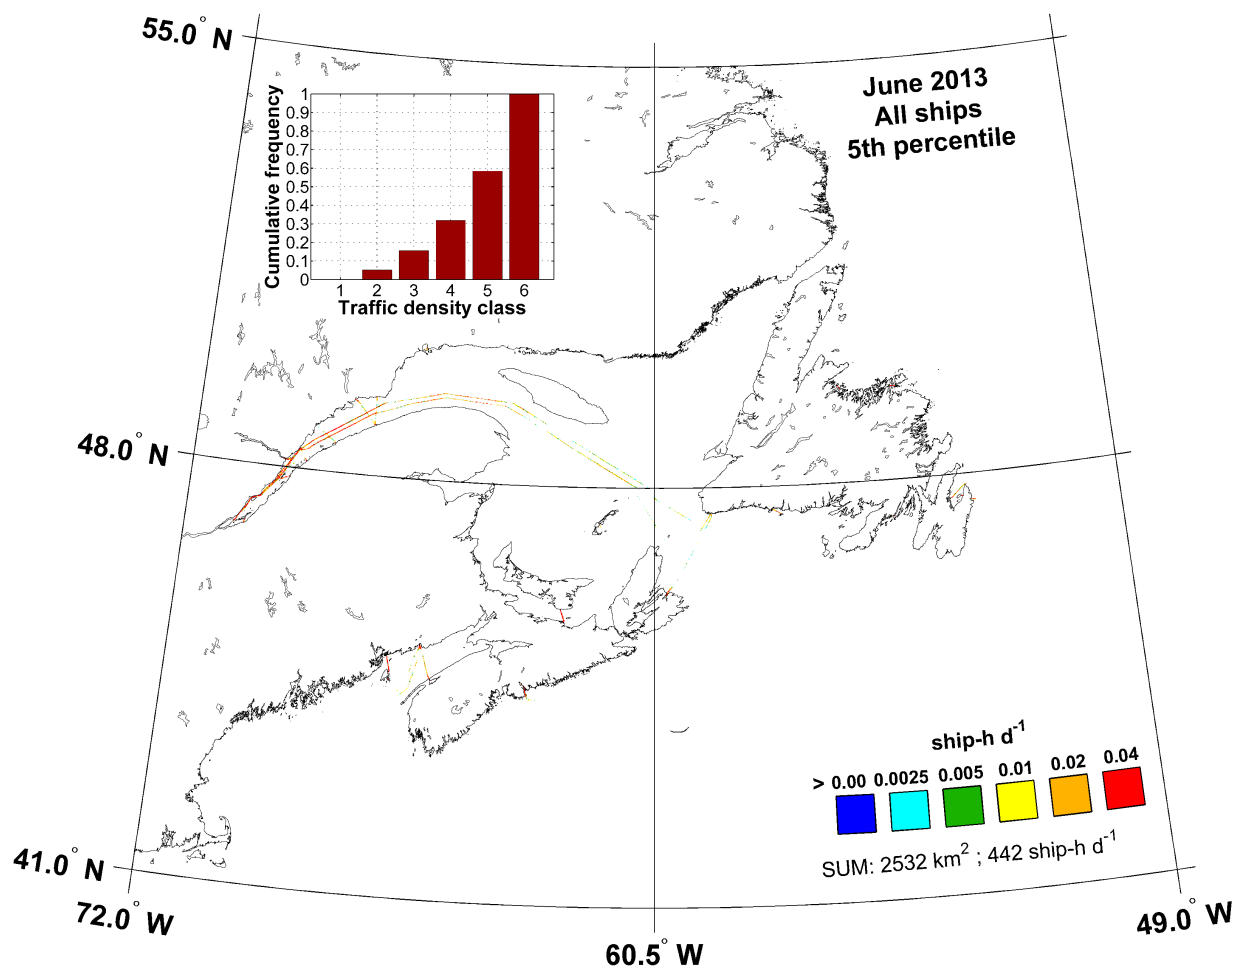 55.0° N
June 2013
All ships
5th percentile
Cumulative frequency
1
0.9
0.8
0.7
0.6
0.5
0.4
0.3
0.2
0.1
0
1 2 3 4 5 6
Traffic density class
48.0° N
ship-h d⁻¹
> 0.00 0.0025 0.005 0.01 0.02 0.04
SUM: 2532 km² ; 442 ship-h d⁻¹
41.0° N
72.0° W
60.5° W
49.0° W